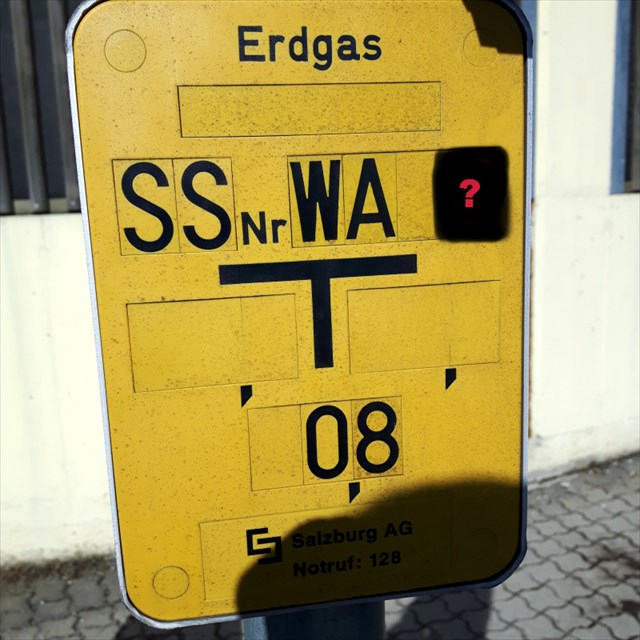 Erdgas
SS Nr WA
08
Salzburg AG
Notruf: 128